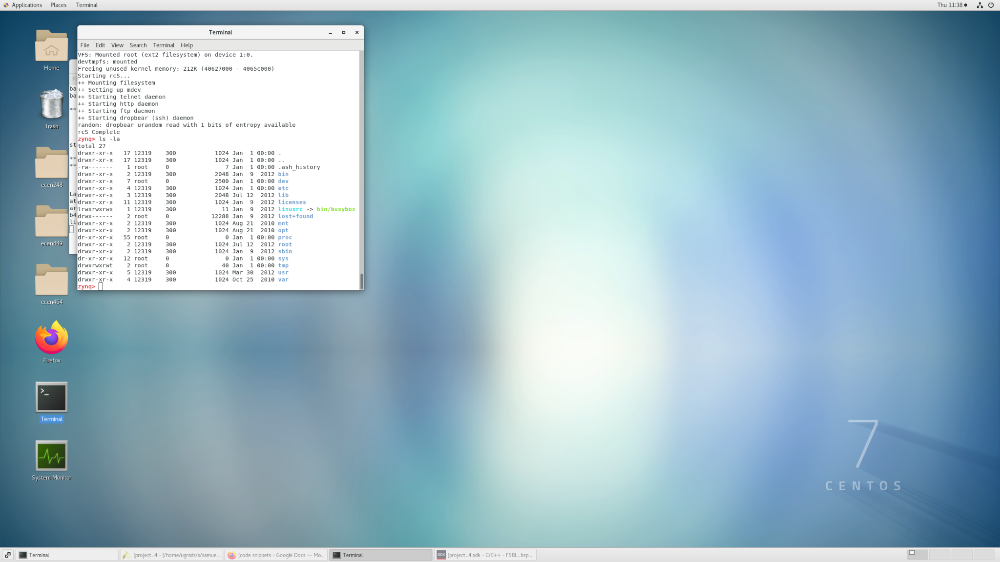 Applications Places Terminal Thu 11:38
Home
Trash
ecen248
ecen449
ecen454
Firefox
Terminal
System Monitor
Terminal
File Edit View Search Terminal Help
VFS: Mounted root (ext2 filesystem) on device 1:0.
devtmpfs: mounted
Freeing unused kernel memory: 212K (40627000 - 4065c000)
Starting rcS...
++ Mounting filesystem
++ Setting up mdev
++ Starting telnet daemon
++ Starting http daemon
++ Starting ftp daemon
++ Starting dropbear (ssh) daemon
random: dropbear urandom read with 1 bits of entropy available
rcS Complete
zynq> ls -la
total 27
drwxr-xr-x 17 12319 300 1024 Jan 1 00:00 .
drwxr-xr-x 17 12319 300 1024 Jan 1 00:00 ..
-rw------- 1 root 0 7 Jan 1 00:00 .ash_history
drwxr-xr-x 2 12319 300 2048 Jan 9 2012 bin
drwxr-xr-x 7 root 0 2500 Jan 1 00:00 dev
drwxr-xr-x 4 12319 300 1024 Jan 1 00:00 etc
drwxr-xr-x 3 12319 300 2048 Jul 12 2012 lib
drwxr-xr-x 11 12319 300 1024 Jan 9 2012 licenses
lrwxrwxrwx 1 12319 300 11 Jan 9 2012 linuxrc -> bin/busybox
drwx------ 2 root 0 12288 Jan 9 2012 lost+found
drwxr-xr-x 2 12319 300 1024 Aug 21 2010 mnt
drwxr-xr-x 2 12319 300 1024 Aug 21 2010 opt
dr-xr-xr-x 55 root 0 0 Jan 1 00:00 proc
drwxr-xr-x 2 12319 300 1024 Jul 12 2012 root
drwxr-xr-x 2 12319 300 1024 Jan 9 2012 sbin
dr-xr-xr-x 12 root 0 0 Jan 1 00:00 sys
drwxrwxrwt 2 root 0 40 Jan 1 00:00 tmp
drwxr-xr-x 5 12319 300 1024 Mar 30 2012 usr
drwxr-xr-x 4 12319 300 1024 Oct 25 2010 var
zynq>
7
CENTOS
Terminal [project_4 - [/home/ugrads/s/samue... [code snippets - Google Docs — Mo... Terminal SDK [project_4.sdk - C/C++ - FSBL_bsp...